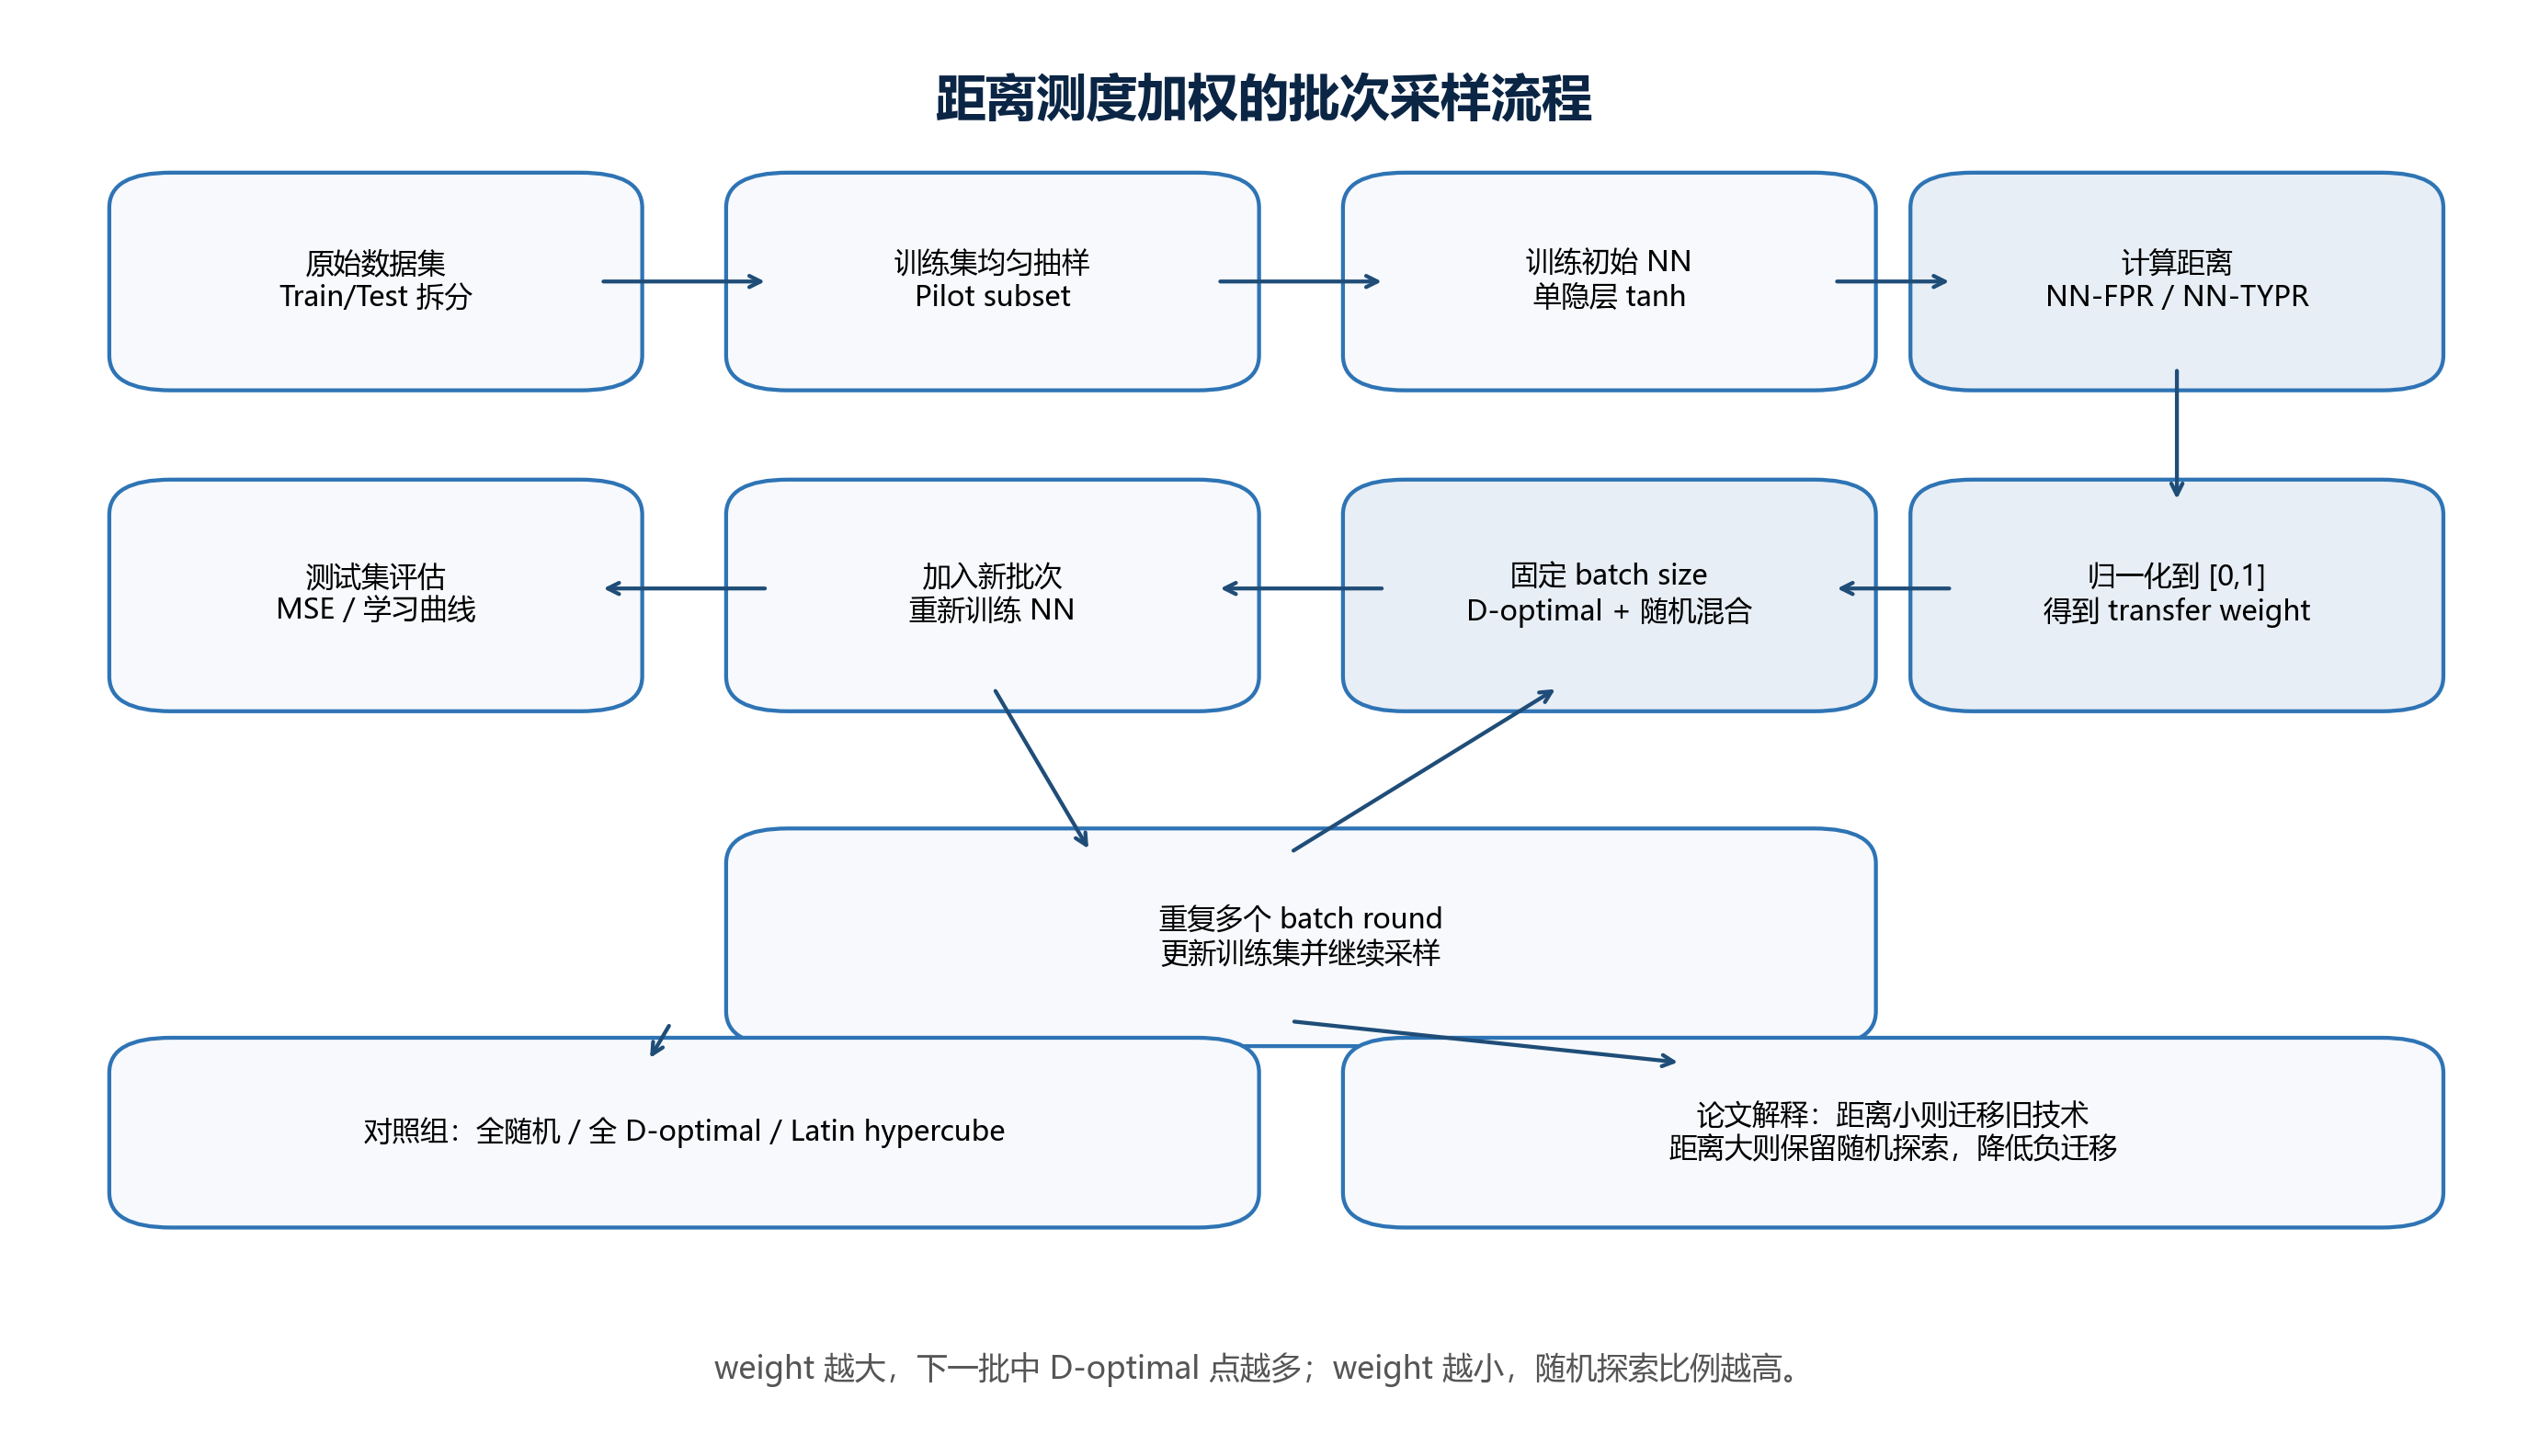 距离测度加权的批次采样流程
原始数据集
Train/Test 拆分
训练集均匀抽样
Pilot subset
训练初始 NN
单隐层 tanh
计算距离
NN-FPR / NN-TYPR
测试集评估
MSE / 学习曲线
加入新批次
重新训练 NN
固定 batch size
D-optimal + 随机混合
归一化到 [0,1]
得到 transfer weight
重复多个 batch round
更新训练集并继续采样
对照组：全随机 / 全 D-optimal / Latin hypercube
论文解释：距离小则迁移旧技术
距离大则保留随机探索，降低负迁移
weight 越大，下一批中 D-optimal 点越多；weight 越小，随机探索比例越高。